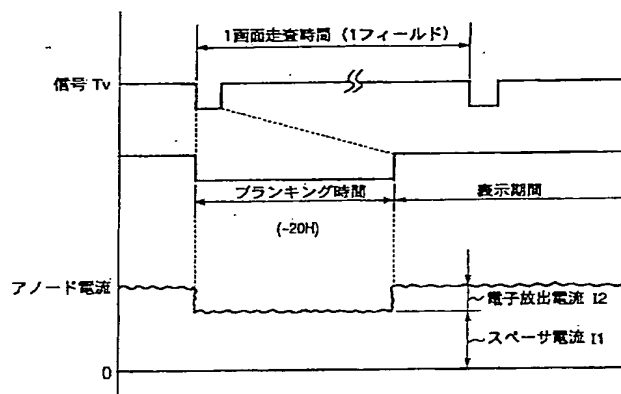 1画面走査時間（1フィールド）
信号 Tv
ブランキング時間
表示期間
(~20H)
アノード電流
電子放出電流 I2
スペーサ電流 I1
0